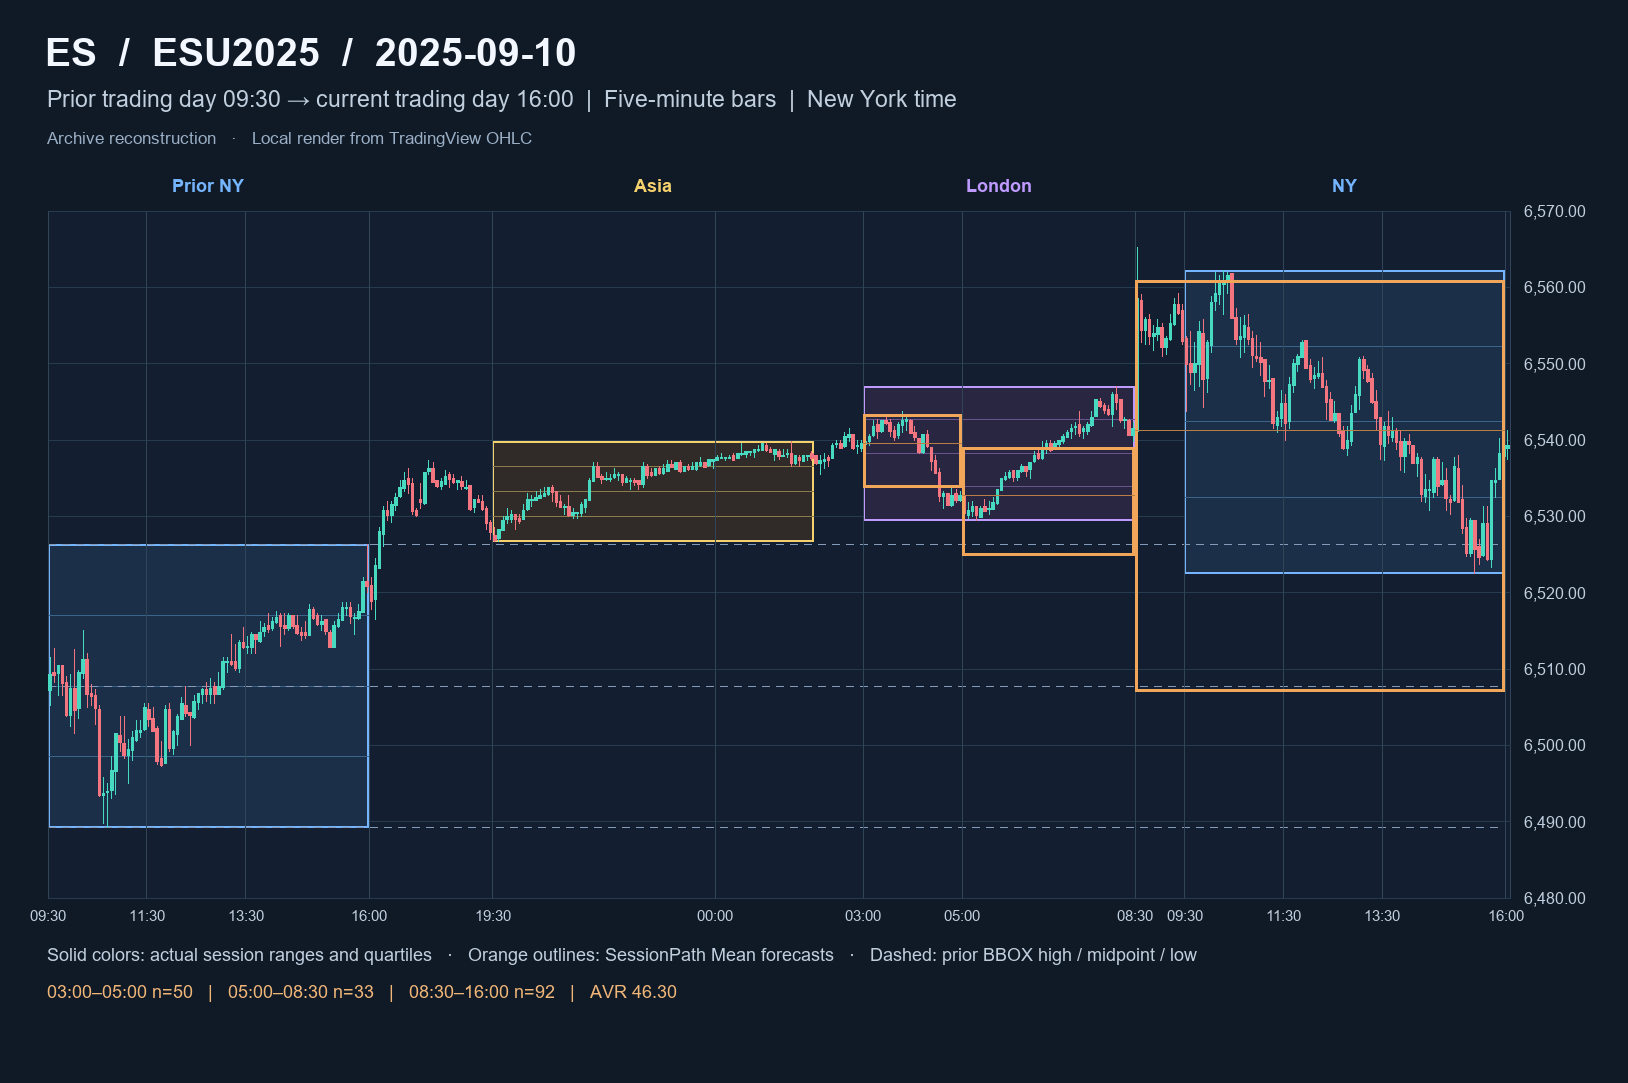 ES / ESU2025 / 2025-09-10
Prior trading day 09:30 → current trading day 16:00 | Five-minute bars | New York time
Archive reconstruction · Local render from TradingView OHLC
Prior NY Asia London NY
6,570.00
6,560.00
6,550.00
6,540.00
6,530.00
6,520.00
6,510.00
6,500.00
6,490.00
6,480.00
09:30 11:30 13:30 16:00 19:30 00:00 03:00 05:00 08:30 09:30 11:30 13:30 16:00
Solid colors: actual session ranges and quartiles · Orange outlines: SessionPath Mean forecasts · Dashed: prior BBOX high / midpoint / low
03:00–05:00 n=50 | 05:00–08:30 n=33 | 08:30–16:00 n=92 | AVR 46.30